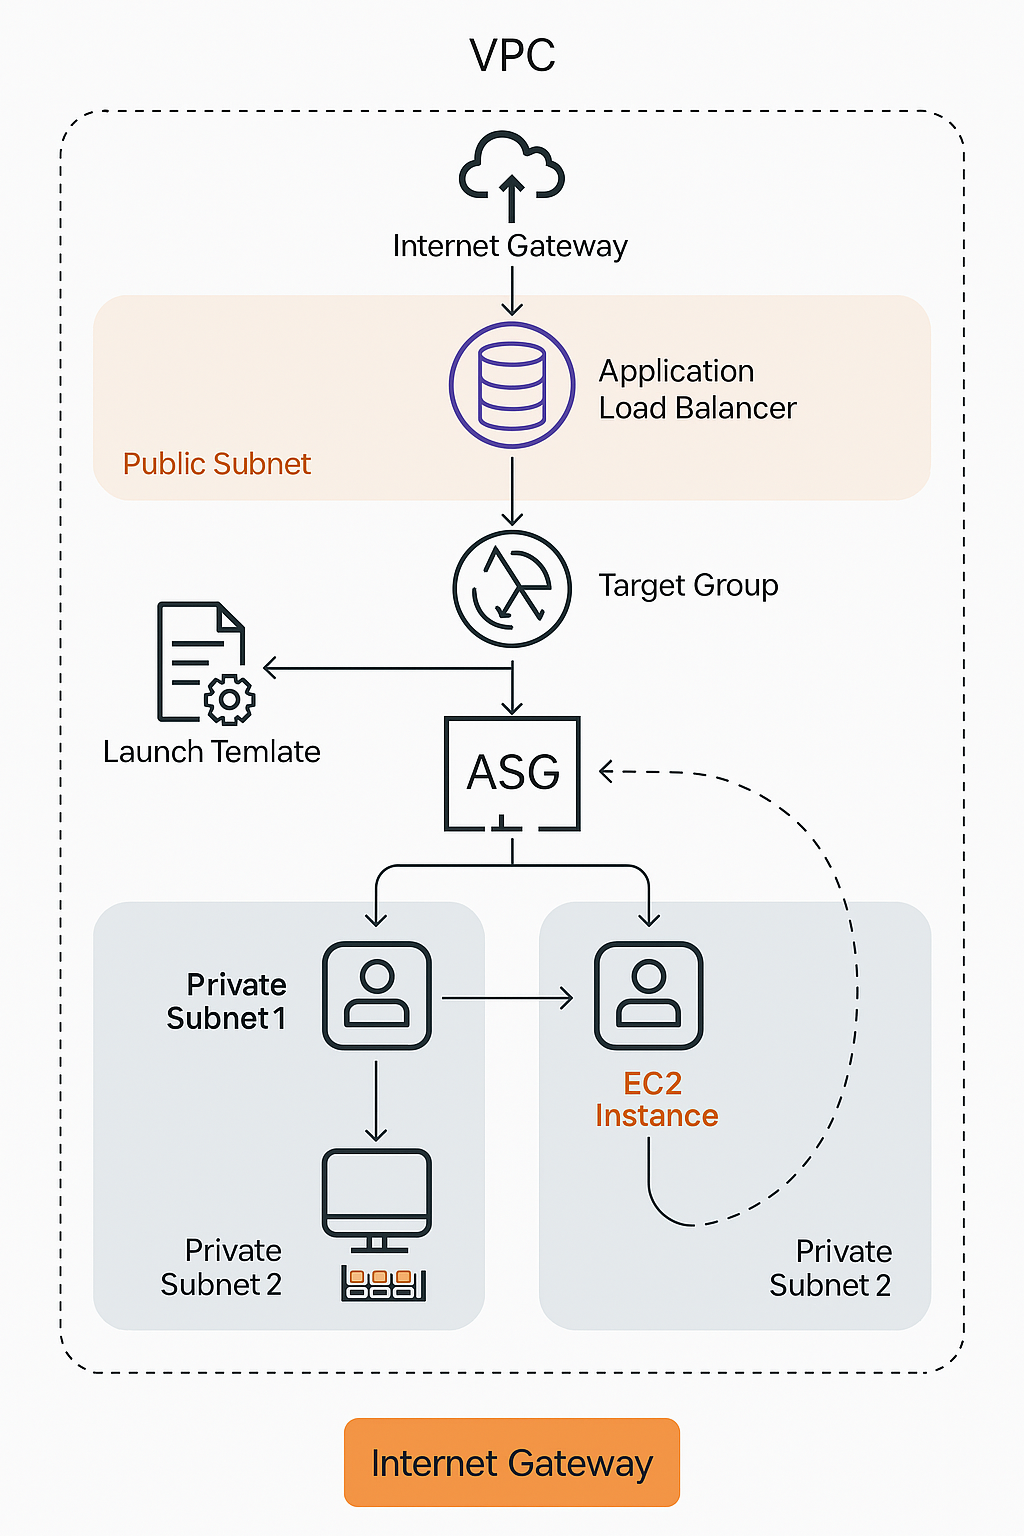 VPC
Internet Gateway
Application
Load Balancer
Public Subnet
Target Group
Launch Temlate
ASG
Private
Subnet 1
EC2
Instance
Private
Subnet 2
Private
Subnet 2
Internet Gateway